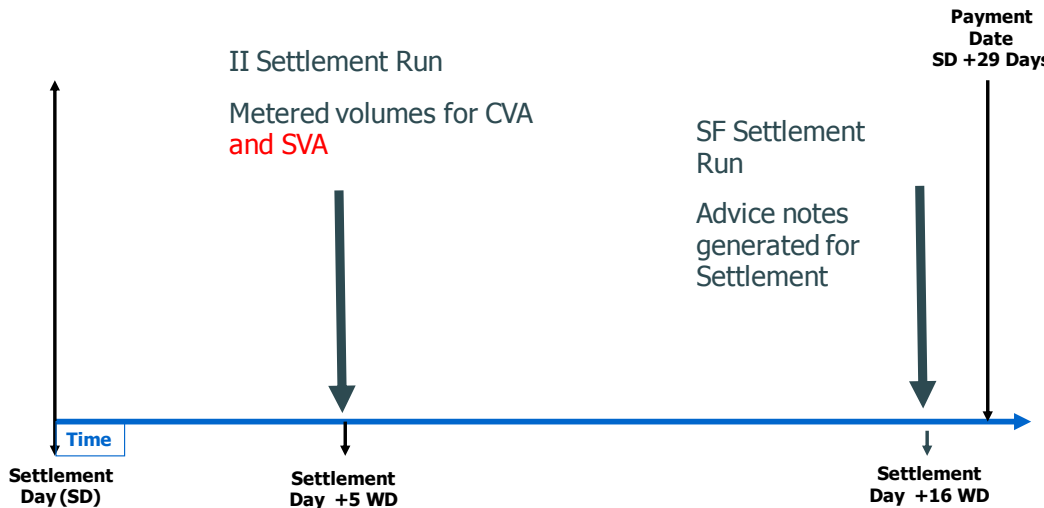 Payment
Date
SD +29 Days
II Settlement Run
Metered volumes for CVA
and SVA
SF Settlement
Run
Advice notes
generated for
Settlement
Time
Settlement
Day (SD)
Settlement
Day +5 WD
Settlement
Day +16 WD